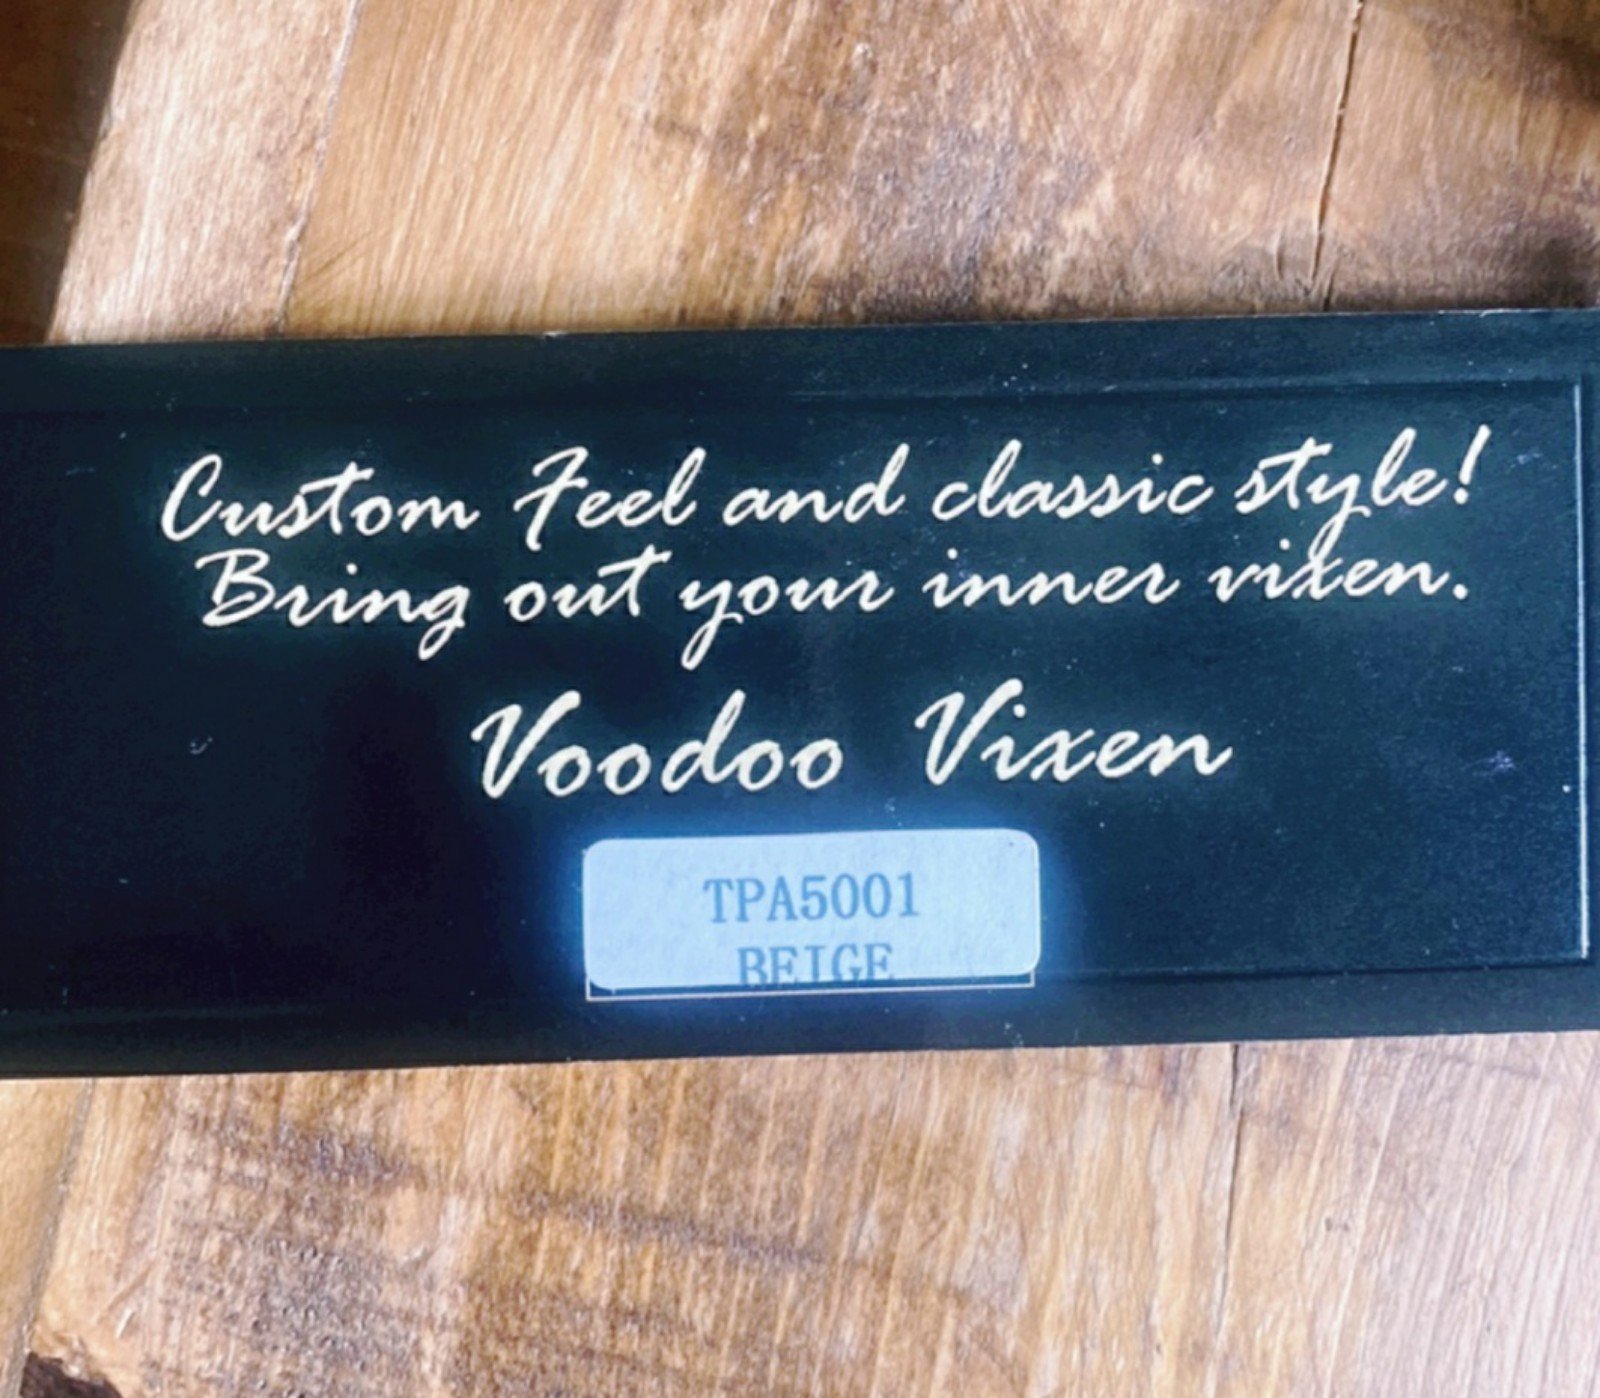 Custom Feel and classic style!
Bring out your inner vixen.
Voodoo Vixen
TPA5001
BEIGE